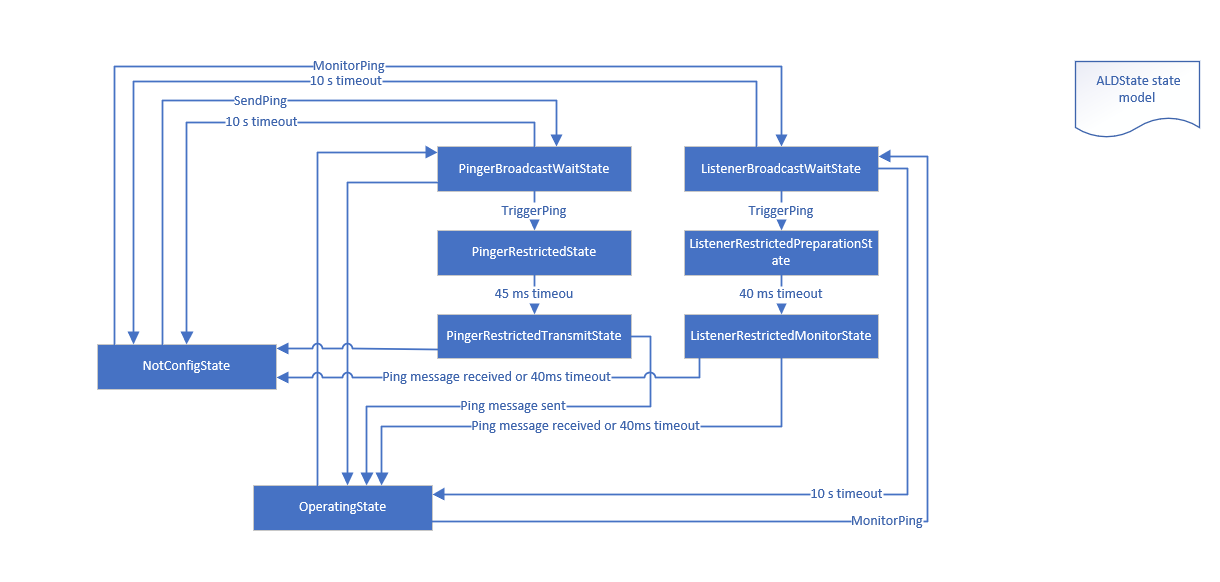 MonitorPing
10 s timeout
SendPing
10 s timeout
ALDState state
model
PingerBroadcastWaitState
ListenerBroadcastWaitState
TriggerPing
TriggerPing
PingerRestrictedState
ListenerRestrictedPreparationSt
ate
45 ms timeou
40 ms timeout
PingerRestrictedTransmitState
ListenerRestrictedMonitorState
NotConfigState
Ping message received or 40ms timeout
Ping message sent
Ping message received or 40ms timeout
OperatingState
10 s timeout
MonitorPing